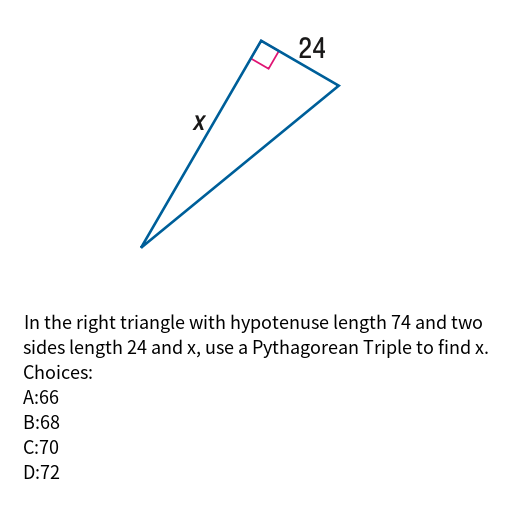 24
x
In the right triangle with hypotenuse length 74 and two
sides length 24 and x, use a Pythagorean Triple to find x.
Choices:
A:66
B:68
C:70
D:72